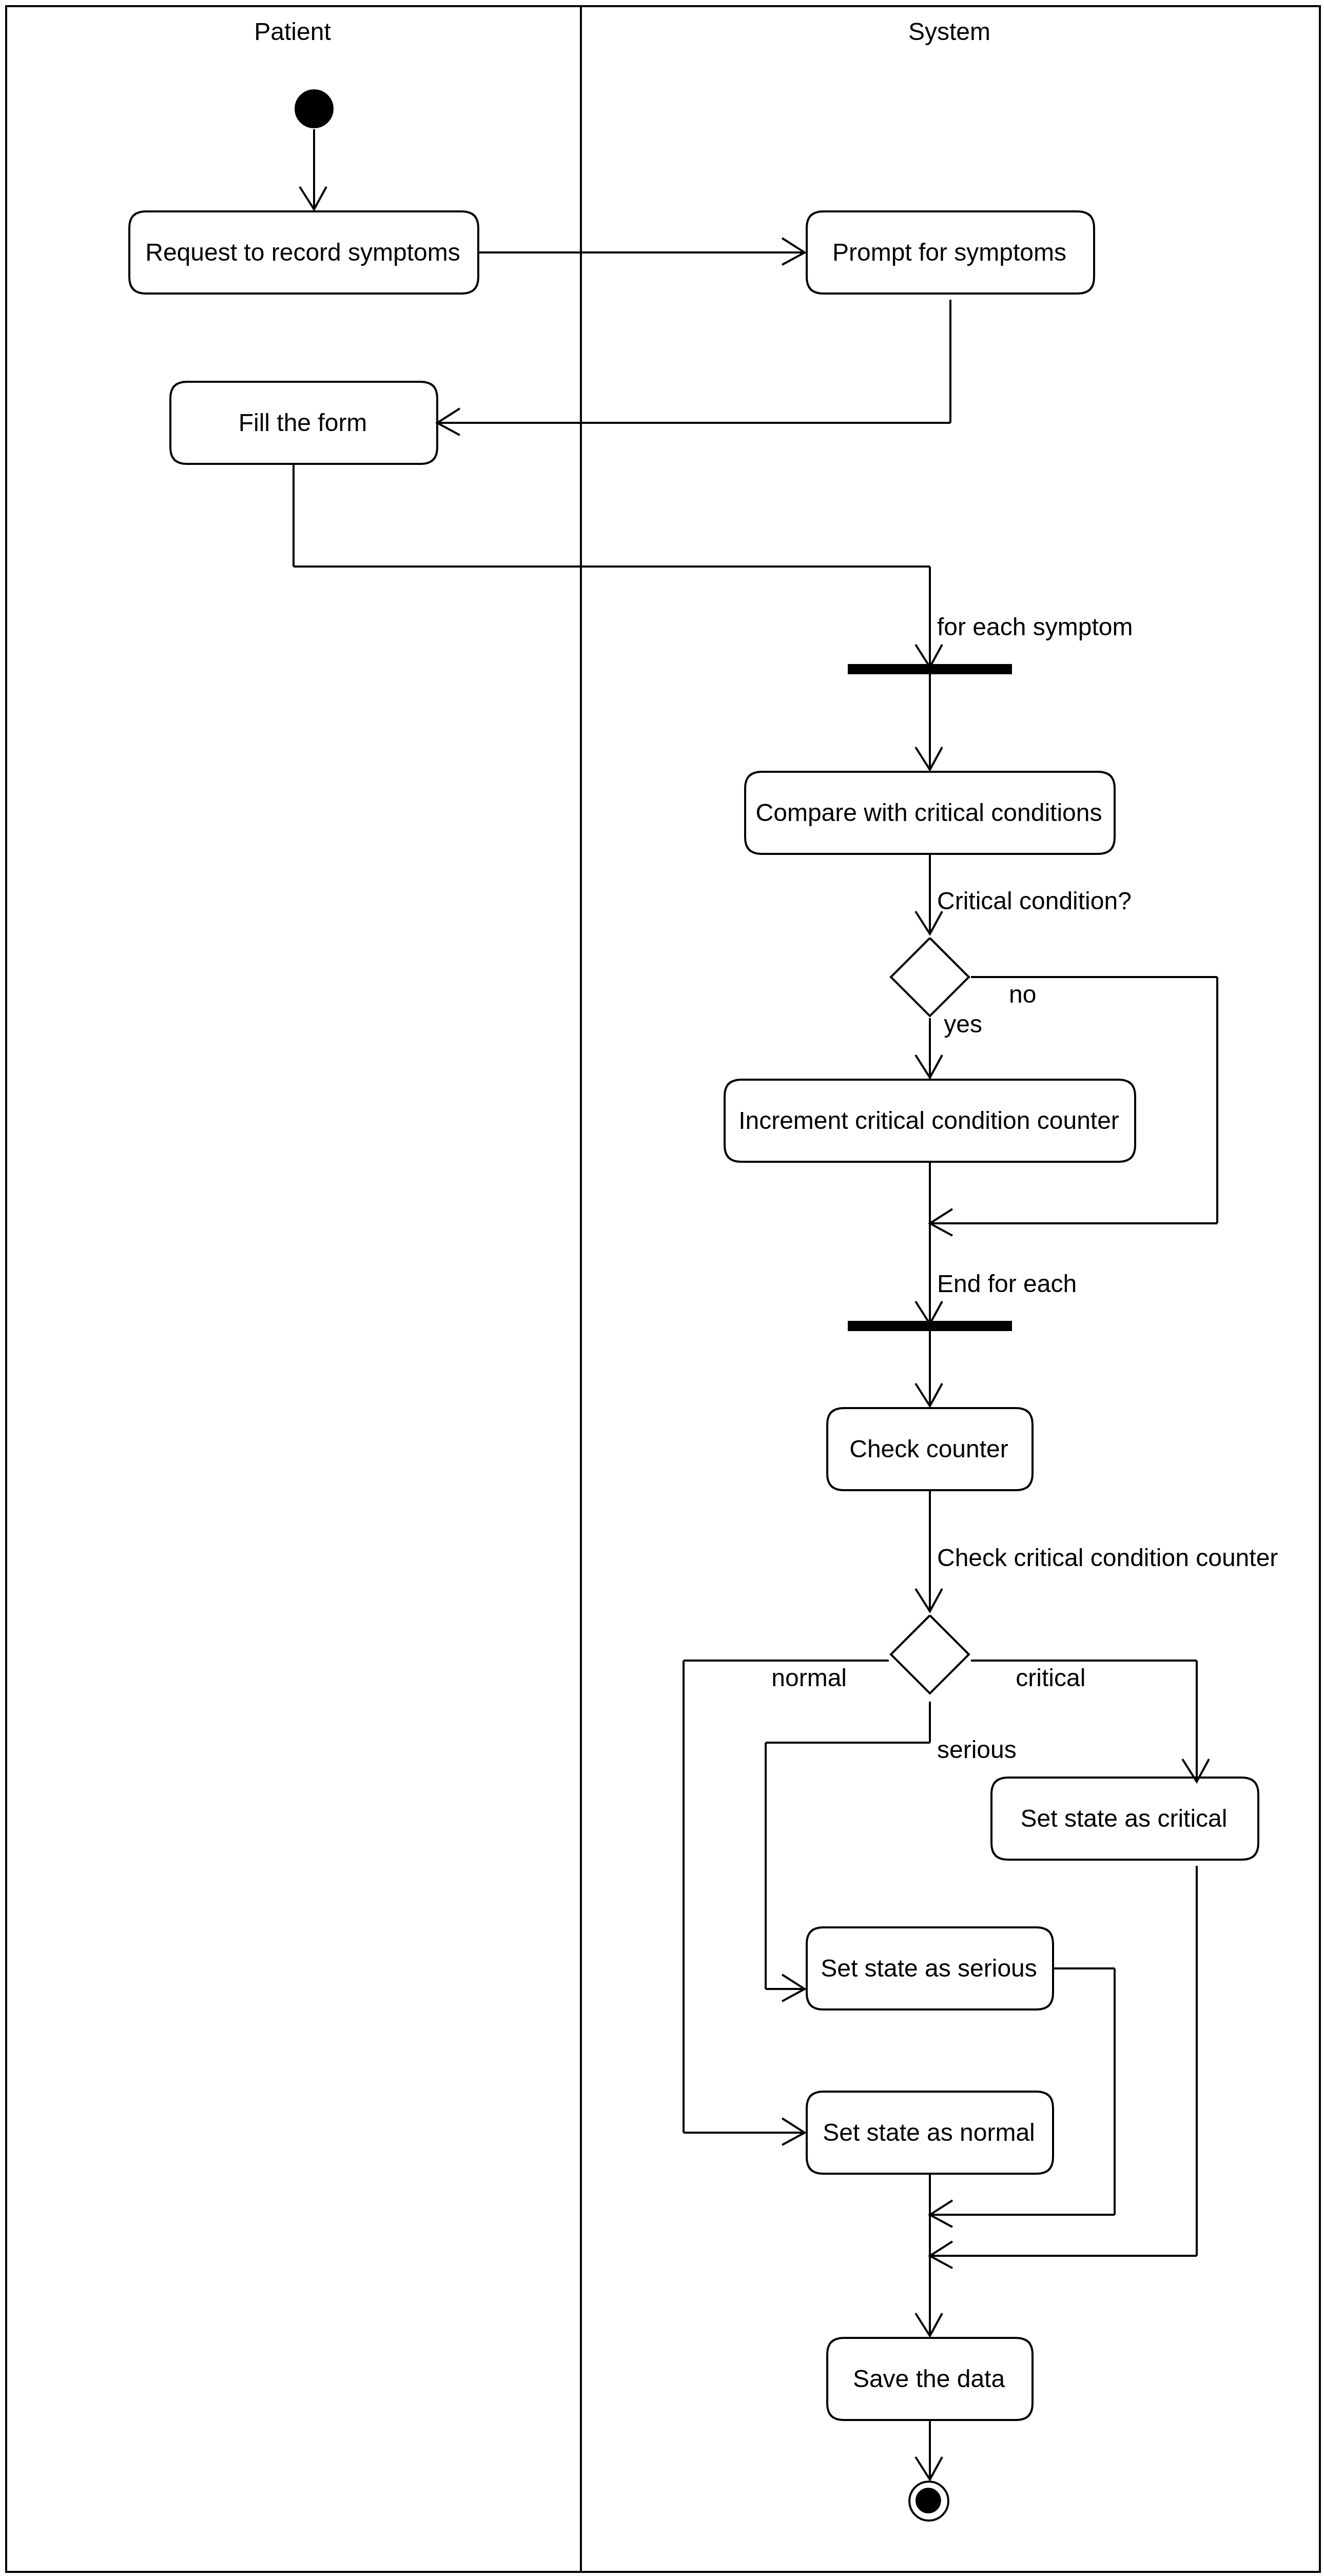 Patient
System
Request to record symptoms
Prompt for symptoms
Fill the form
for each symptom
Compare with critical conditions
Critical condition?
no
yes
Increment critical condition counter
End for each
Check counter
Check critical condition counter
normal
critical
serious
Set state as critical
Set state as serious
Set state as normal
Save the data